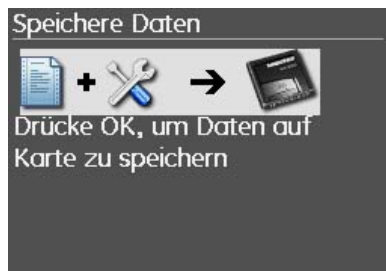 Speichere Daten
Drücke OK, um Daten auf
Karte zu speichern